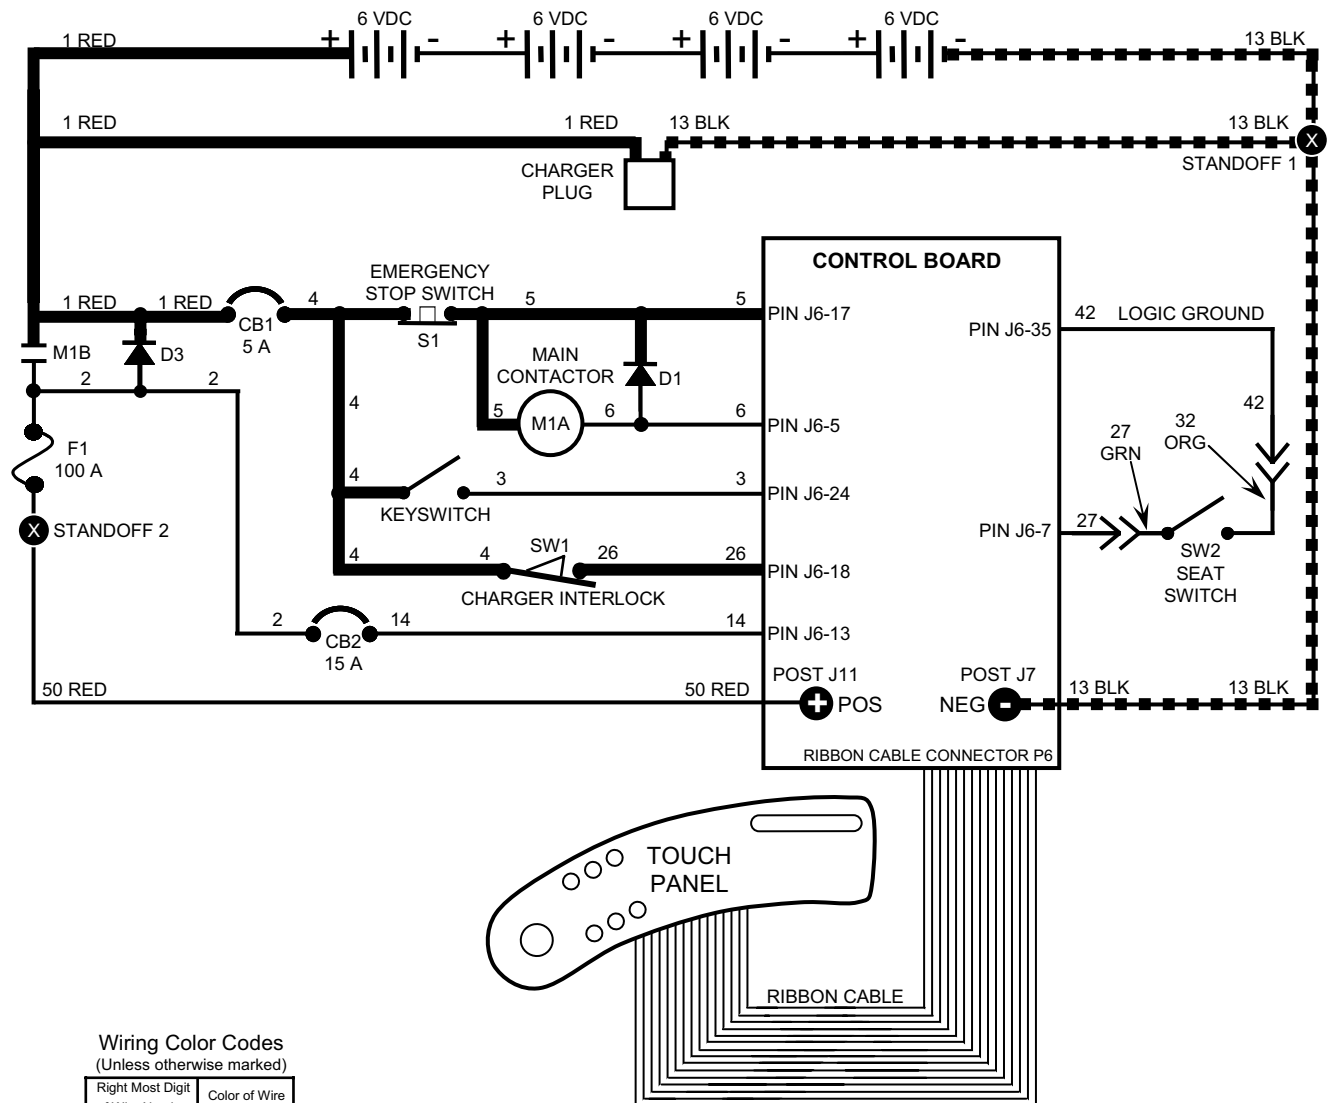 6 VDC 6 VDC 6 VDC 6 VDC
1 RED + - + - + - + - 13 BLK
1 RED 1 RED 13 BLK 13 BLK
X
CHARGER
PLUG
STANDOFF 1
CONTROL BOARD
EMERGENCY
STOP SWITCH
1 RED 1 RED 4 5 5
CB1
5 A
S1
PIN J6-17
42 LOGIC GROUND
PIN J6-35
M1B D3
MAIN
CONTACTOR
D1
2 2
4 5 M1A 6 6
PIN J6-5
42
F1
100 A
27
GRN
32
ORG
4 3 3
PIN J6-24
KEYSWITCH
X STANDOFF 2
PIN J6-7
27
SW2
SEAT
SWITCH
4 4 SW1 26 26
PIN J6-18
CHARGER INTERLOCK
2 14 14
CB2
15 A
PIN J6-13
50 RED 50 RED
POST J11
+ POS
POST J7
NEG -
13 BLK 13 BLK
RIBBON CABLE CONNECTOR P6
TOUCH
PANEL
RIBBON CABLE
Wiring Color Codes
(Unless otherwise marked)
Right Most Digit
Color of Wire